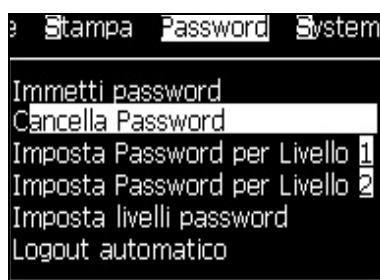 e Stampa Password System
Immetti password
Cancella Password
Imposta Password per Livello 1
Imposta Password per Livello 2
Imposta livelli password
Logout automatico